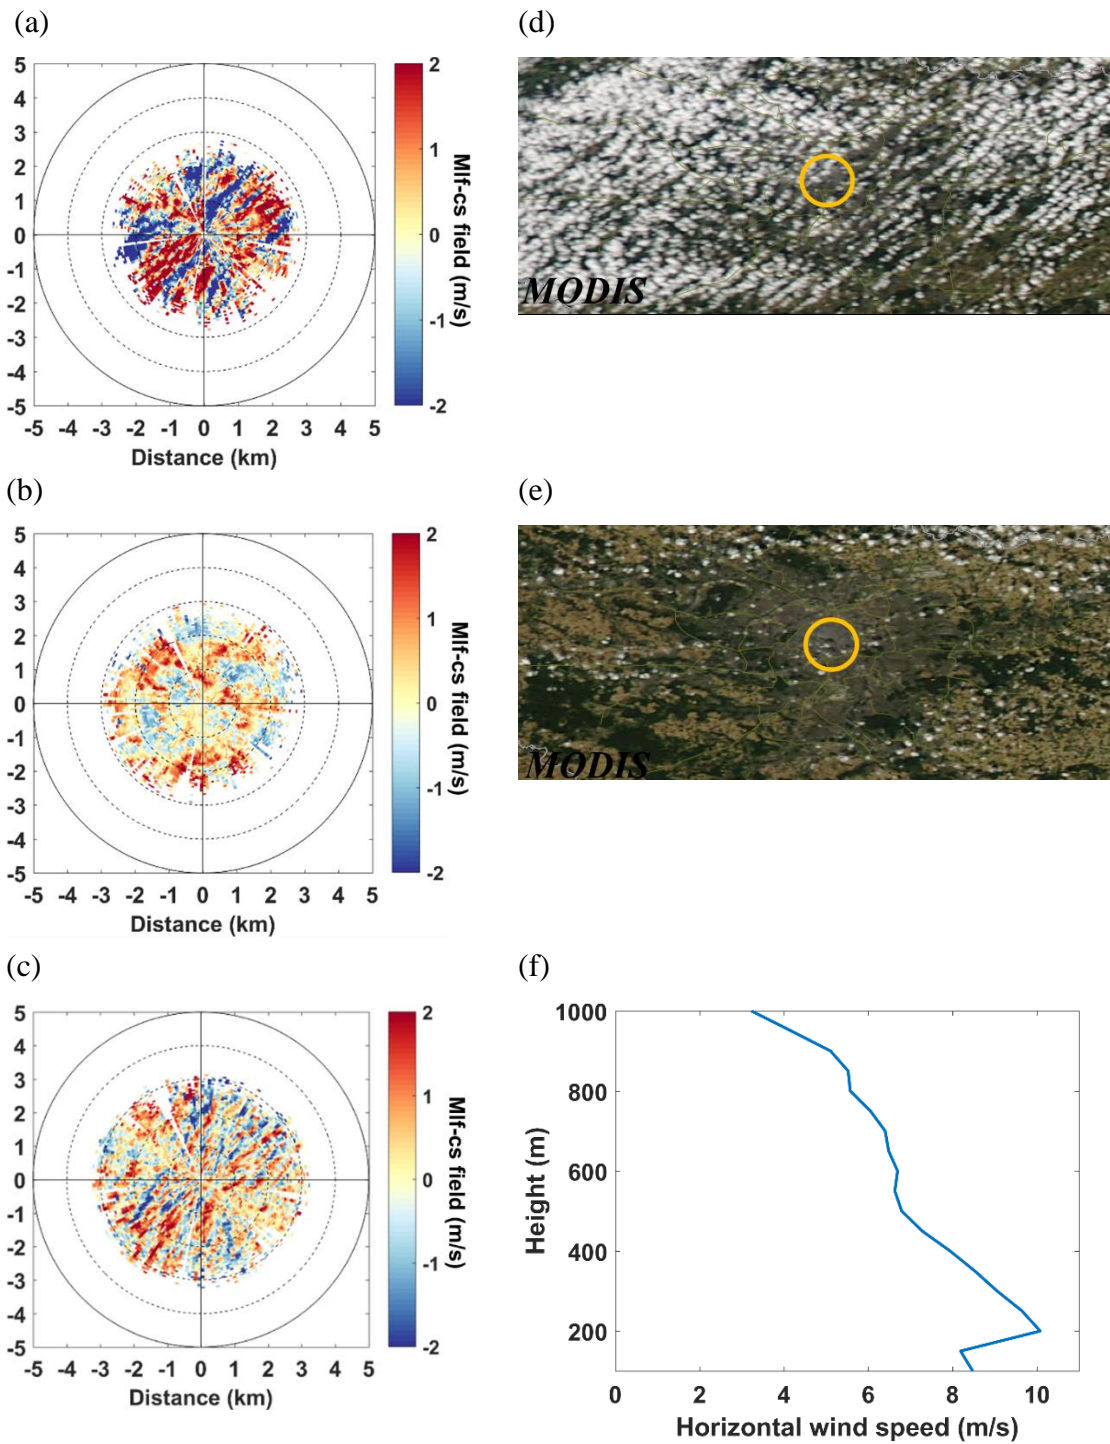 (a)
5
4
3
2
1
0
-1
-2
-3
-4
-5
-5 -4 -3 -2 -1 0 1 2 3 4 5
Distance (km)
2
1
0
-1
-2
Mlf-cs field (m/s)
(d)
MODIS
(b)
5
4
3
2
1
0
-1
-2
-3
-4
-5
-5 -4 -3 -2 -1 0 1 2 3 4 5
Distance (km)
2
1
0
-1
-2
Mlf-cs field (m/s)
(e)
MODIS
(c)
5
4
3
2
1
0
-1
-2
-3
-4
-5
-5 -4 -3 -2 -1 0 1 2 3 4 5
Distance (km)
2
1
0
-1
-2
Mlf-cs field (m/s)
(f)
1000
800
600
400
200
Height (m)
0 2 4 6 8 10
Horizontal wind speed (m/s)